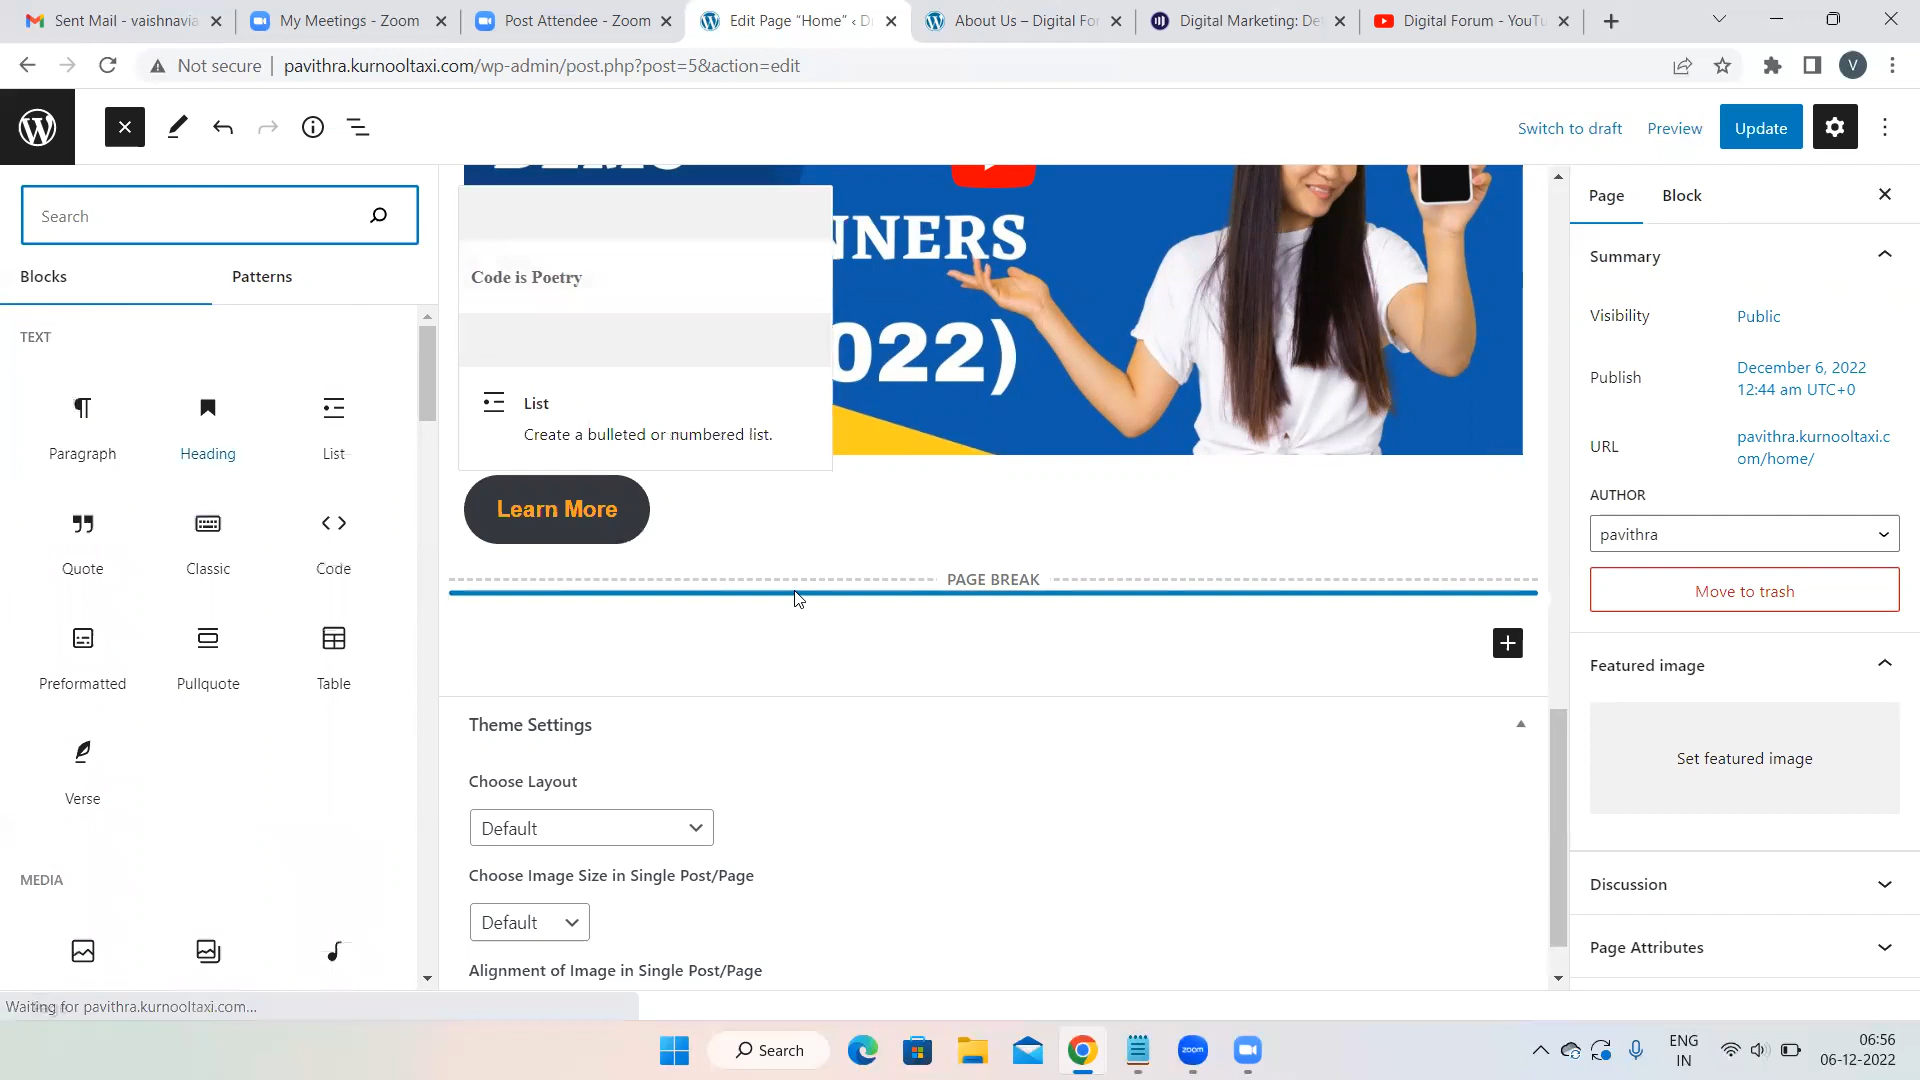 Sent Mail - vaishnavia
My Meetings - Zoom
Post Attendee - Zoom
Edit Page “Home” ‹ D
About Us – Digital Fo
Digital Marketing: De
Digital Forum - YouTu
Not secure
pavithra.kurnooltaxi.com/wp-admin/post.php?post=5&action=edit
V
Switch to draft
Preview
Update
Search
Blocks
Patterns
TEXT
Paragraph
Heading
List
Quote
Classic
Code
Preformatted
Pullquote
Table
Verse
MEDIA
Code is Poetry
List
Create a bulleted or numbered list.
NNERS
022)
Learn More
PAGE BREAK
Theme Settings
Choose Layout
Default
Choose Image Size in Single Post/Page
Default
Alignment of Image in Single Post/Page
Page
Block
Summary
Visibility
Public
Publish
December 6, 2022
12:44 am UTC+0
URL
pavithra.kurnooltaxi.c
om/home/
AUTHOR
pavithra
Move to trash
Featured image
Set featured image
Discussion
Page Attributes
Waiting for pavithra.kurnooltaxi.com...
Search
zoom
ENG
IN
06:56
06-12-2022